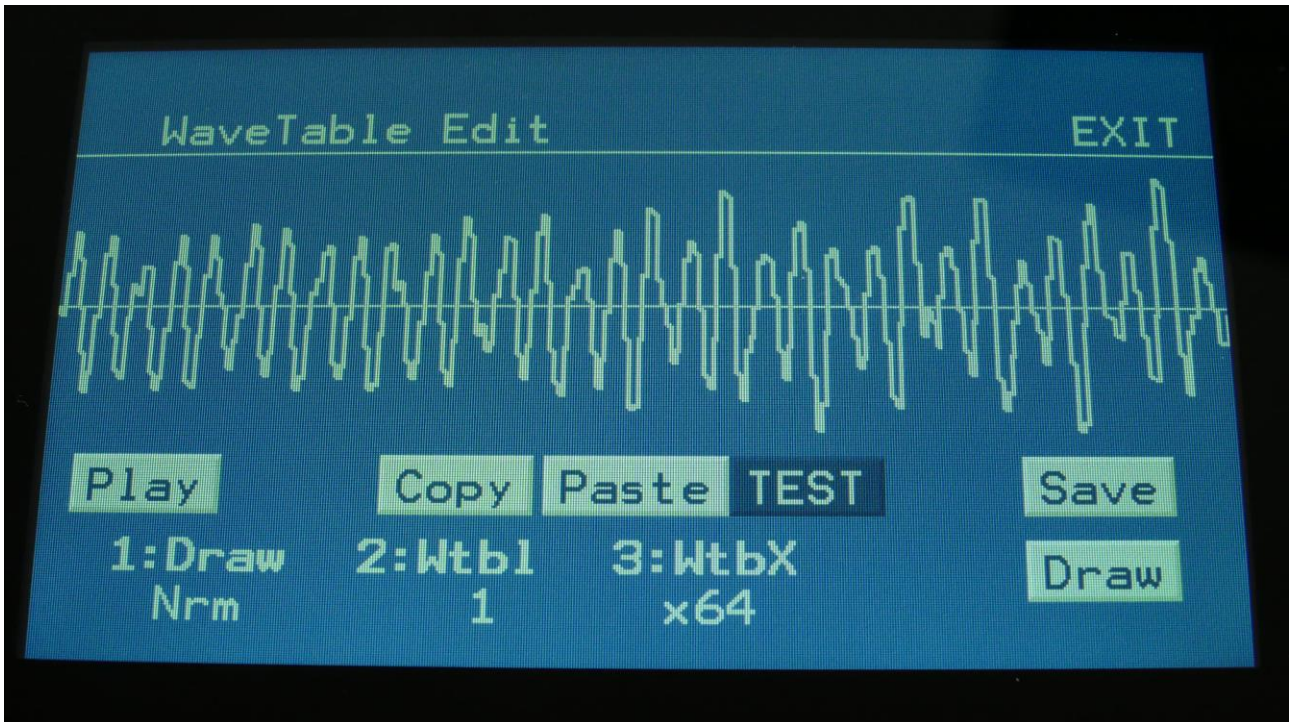 WaveTable Edit EXIT
Play Copy Paste TEST Save
1:Draw 2:Wtbl 3:WtbX Draw
Nrm 1 x64